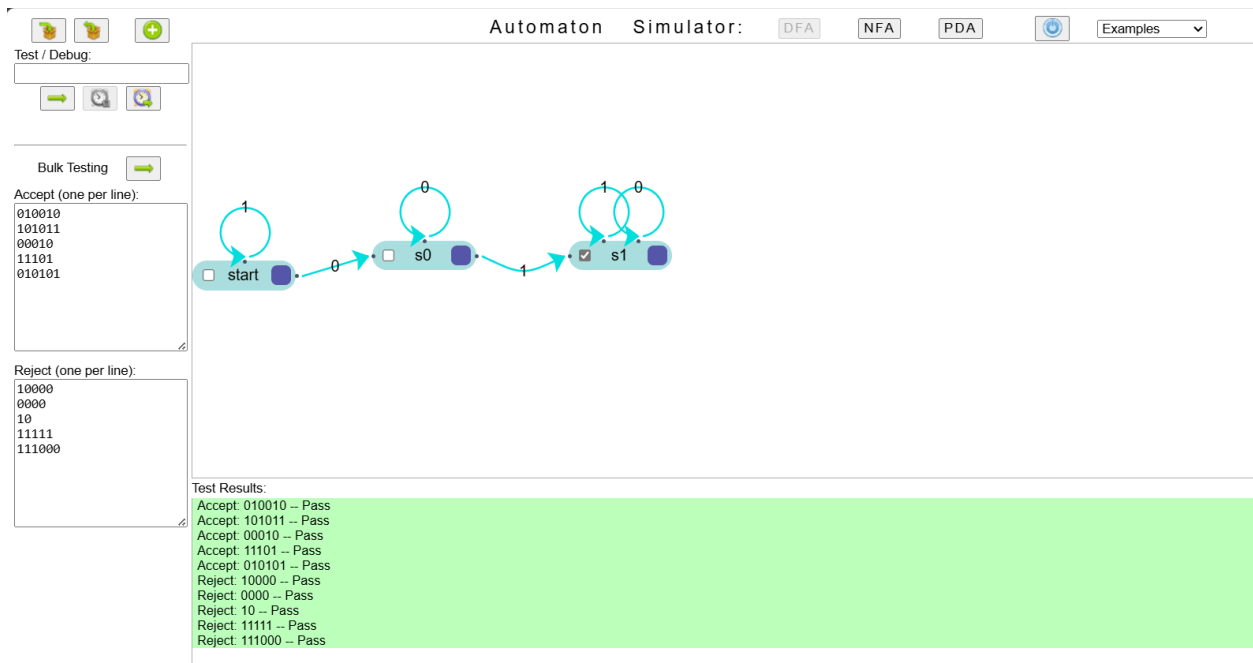 Automaton Simulator: DFA NFA PDA Examples
Test / Debug:
Bulk Testing
Accept (one per line):
010010
101011
00010
11101
010101
Reject (one per line):
10000
0000
10
11111
111000
1
start
0
0
s0
1
1
0
s1
Test Results:
Accept: 010010 -- Pass
Accept: 101011 -- Pass
Accept: 00010 -- Pass
Accept: 11101 -- Pass
Accept: 010101 -- Pass
Reject: 10000 -- Pass
Reject: 0000 -- Pass
Reject: 10 -- Pass
Reject: 11111 -- Pass
Reject: 111000 -- Pass